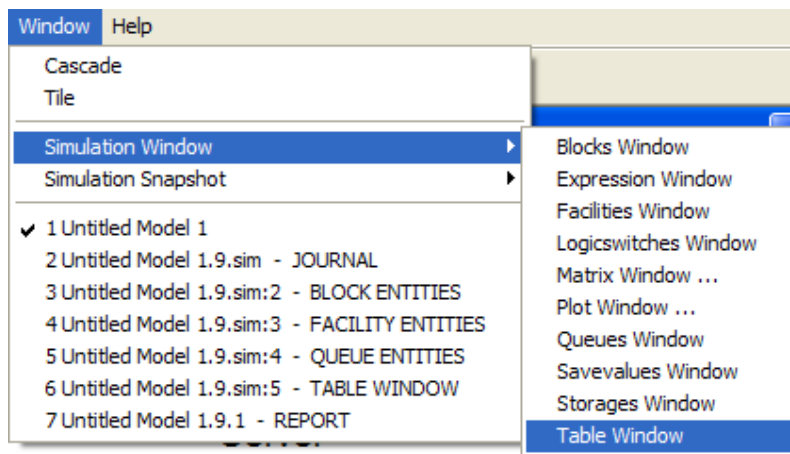 Window Help
Cascade
Tile
Simulation Window
Simulation Snapshot
1 Untitled Model 1
2 Untitled Model 1.9.sim - JOURNAL
3 Untitled Model 1.9.sim:2 - BLOCK ENTITIES
4 Untitled Model 1.9.sim:3 - FACILITY ENTITIES
5 Untitled Model 1.9.sim:4 - QUEUE ENTITIES
6 Untitled Model 1.9.sim:5 - TABLE WINDOW
7 Untitled Model 1.9.1 - REPORT
Blocks Window
Expression Window
Facilities Window
Logicswitches Window
Matrix Window ...
Plot Window ...
Queues Window
Savevalues Window
Storages Window
Table Window